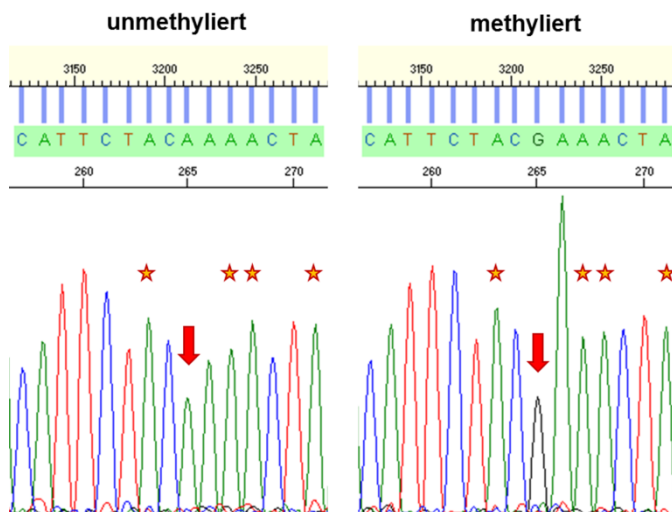 unmethyliert
3150 3200 3250
CATTCTACAAAACTA
260 265 270
methyliert
3150 3200 3250
CATTCTACGAAACTA
260 265 270